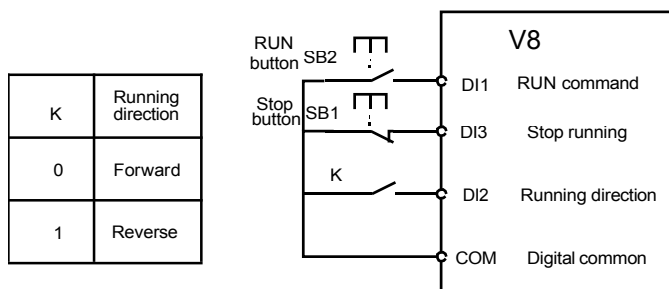 K
Running
direction
0
Forward
1
Reverse
V8
RUN
button
SB2
DI1
RUN command
Stop
button
SB1
DI3
Stop running
K
DI2
Running direction
COM
Digital common